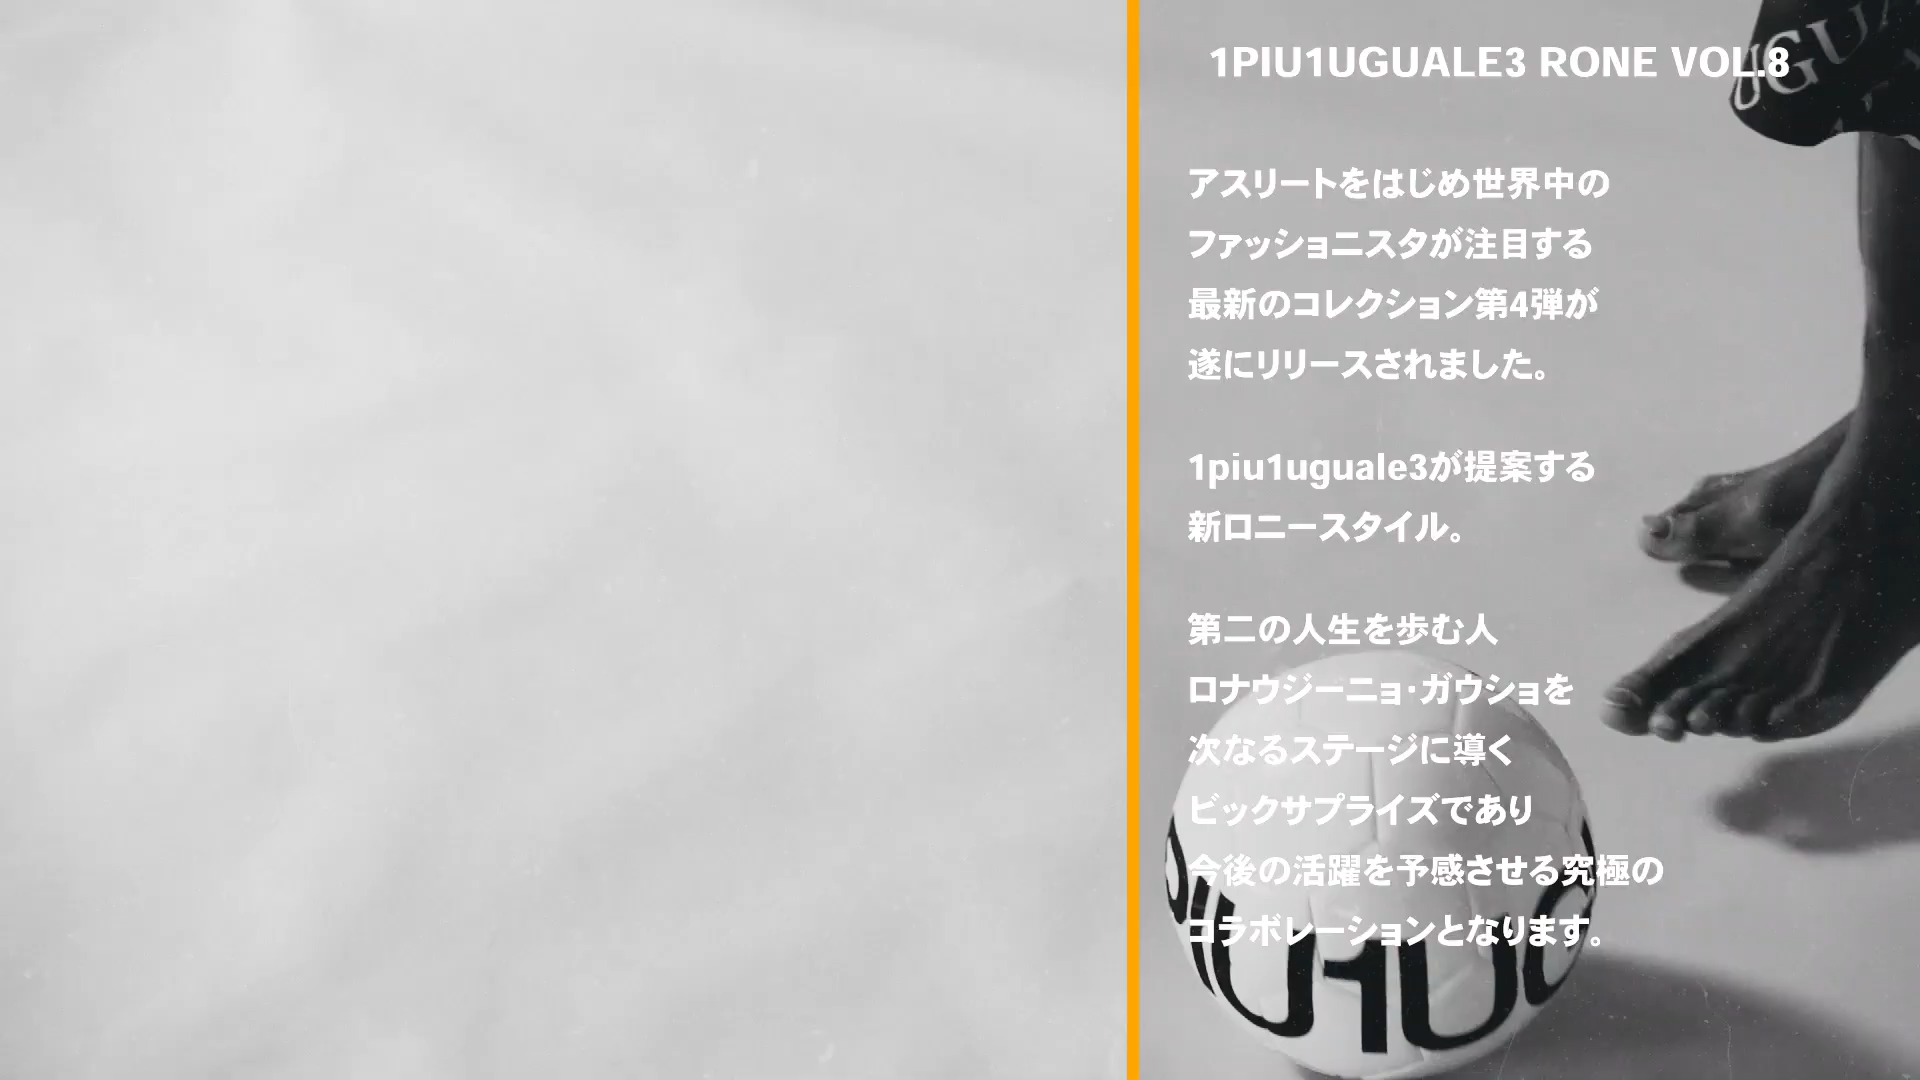 1PIU1UGUALE3 RONE VOL.8
UGUA
アスリートをはじめ世界中の
ファッショニスタが注目する
最新のコレクション第4弾が
遂にリリースされました。
1piu1uguale3が提案する
新ロニースタイル。
第二の人生を歩む人
ロナウジーニョ・ガウショを
次なるステージに導く
ビックサプライズであり
今後の活躍を予感させる究極の
コラボレーションとなります。
PIU1UG